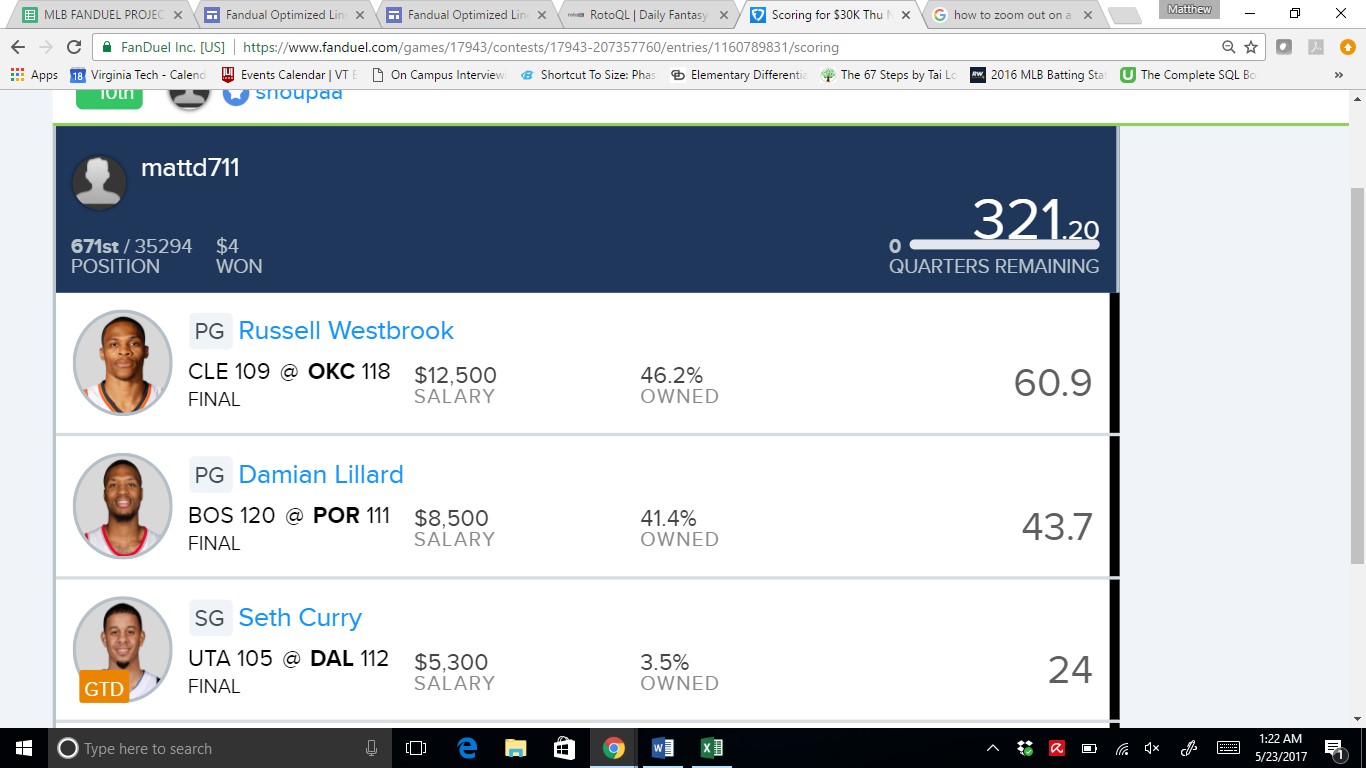 MLB FANDUEL PROJEC
Fandual Optimized Lin
Fandual Optimized Lin
RotoQL | Daily Fantasy
Scoring for $30K Thu N
how to zoom out on a
Matthew
FanDuel Inc. [US] | https://www.fanduel.com/games/17943/contests/17943-207357760/entries/1160789831/scoring
Apps
18 Virginia Tech - Calend
Events Calendar | VT E
On Campus Interview
Shortcut To Size: Phas
Elementary Differentia
The 67 Steps by Tai Lo
RW 2016 MLB Batting Stat
The Complete SQL Bo
»
10th
shoupaa
mattd711
321.20
671st / 35294
POSITION
$4
WON
0
QUARTERS REMAINING
PG Russell Westbrook
CLE 109 @ OKC 118
FINAL
$12,500
SALARY
46.2%
OWNED
60.9
PG Damian Lillard
BOS 120 @ POR 111
FINAL
$8,500
SALARY
41.4%
OWNED
43.7
SG Seth Curry
UTA 105 @ DAL 112
FINAL
GTD
$5,300
SALARY
3.5%
OWNED
24
Type here to search
1:22 AM
5/23/2017
1